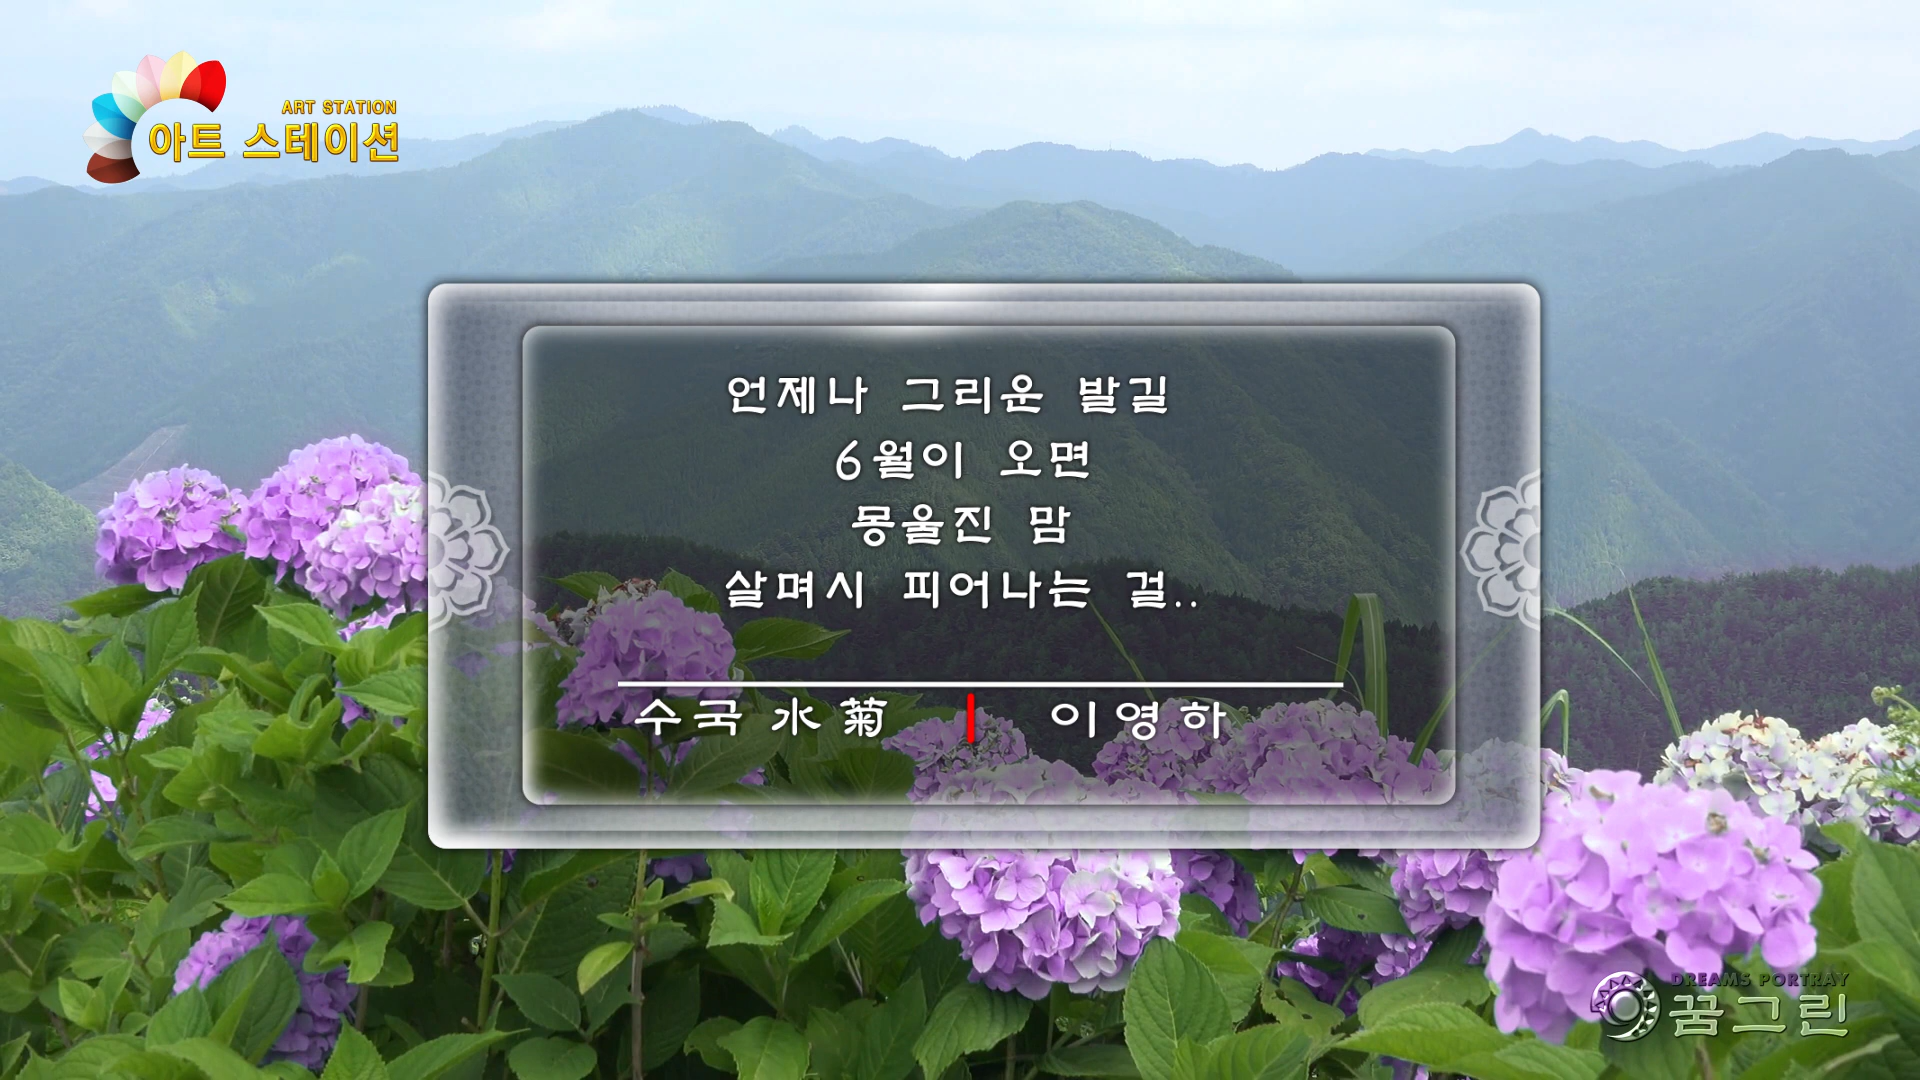 ART STATION
아트 스테이션
언제나 그리운 발길
6월이 오면
몽울진 맘
살며시 피어나는 걸..
수국 水菊 | 이영하
DREAMS PORTRAY
꿈그린